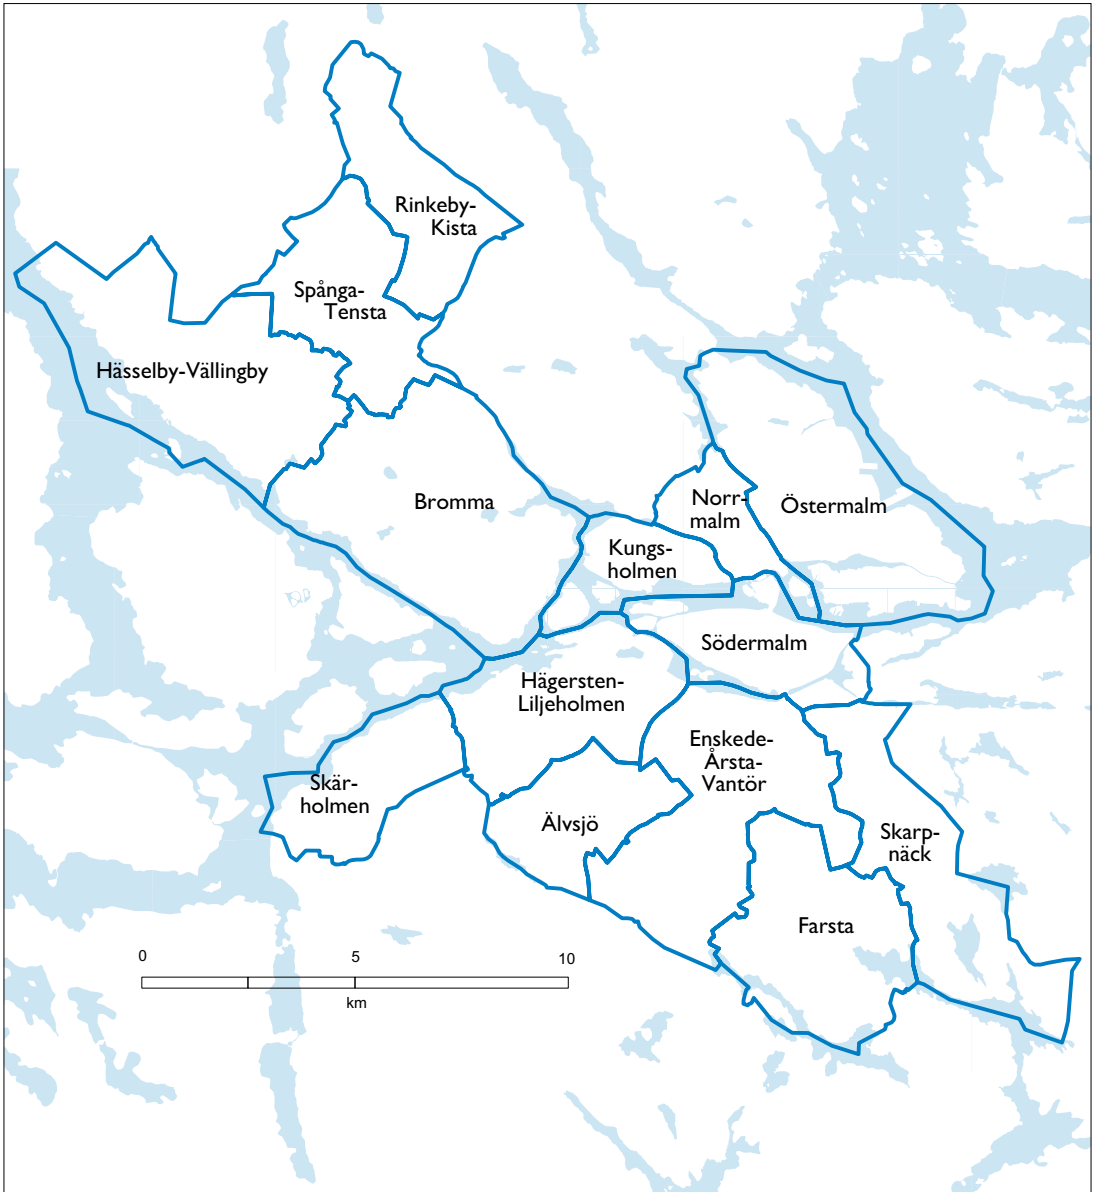 Rinkeby-
Kista
Spånga-
Tensta
Hässelby-Vällingby
Bromma
Norr-
malm
Östermalm
Kungs-
holmen
Södermalm
Hägersten-
Liljeholmen
Enskede-
Årsta-
Vantör
Skär-
holmen
Älvsjö
Skarp-
näck
Farsta
0 5 10
km